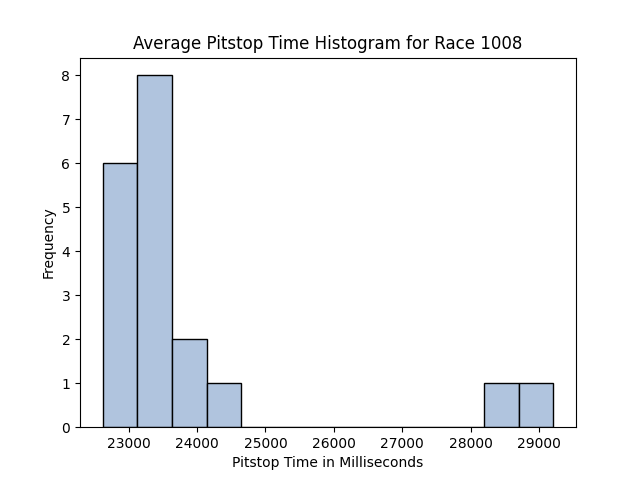 Average Pitstop Time Histogram for Race 1008
8
7
6
5
4
3
2
1
0
Frequency
23000 24000 25000 26000 27000 28000 29000
Pitstop Time in Milliseconds